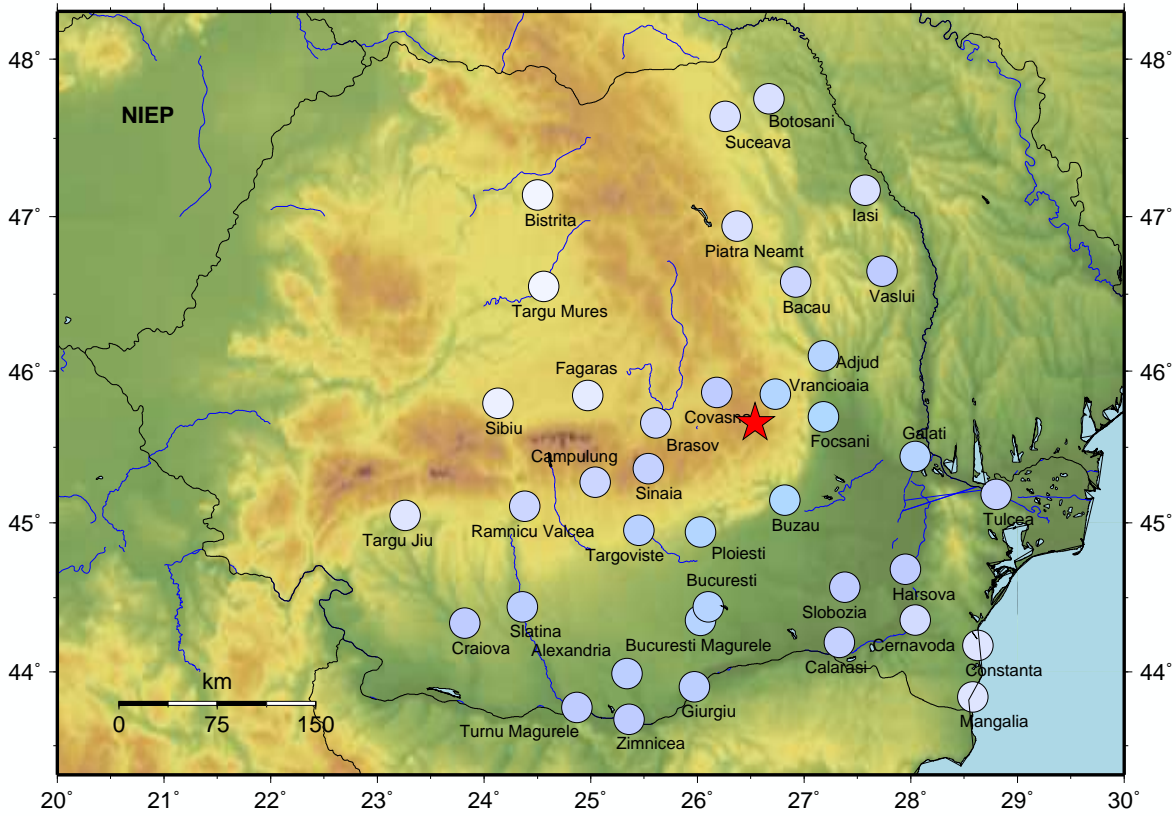 48°
48°
NIEP
Botosani
Suceava
47°
47°
Iasi
Bistrita
Piatra Neamt
Vaslui
Bacau
Targu Mures
46°
46°
Adjud
Fagaras
Vrancioaia
Covasna
Sibiu
Brasov
Focsani
Galati
Campulung
Sinaia
45°
45°
Targu Jiu
Ramnicu Valcea
Buzau
Tulcea
Targoviste
Ploiesti
Bucuresti
Slobozia
Harsova
Slatina
Craiova
Alexandria
Bucuresti Magurele
Cernavoda
44°
44°
Calarasi
Constanta
km
0 75 150
Giurgiu
Mangalia
Turnu Magurele
Zimnicea
20° 21° 22° 23° 24° 25° 26° 27° 28° 29° 30°